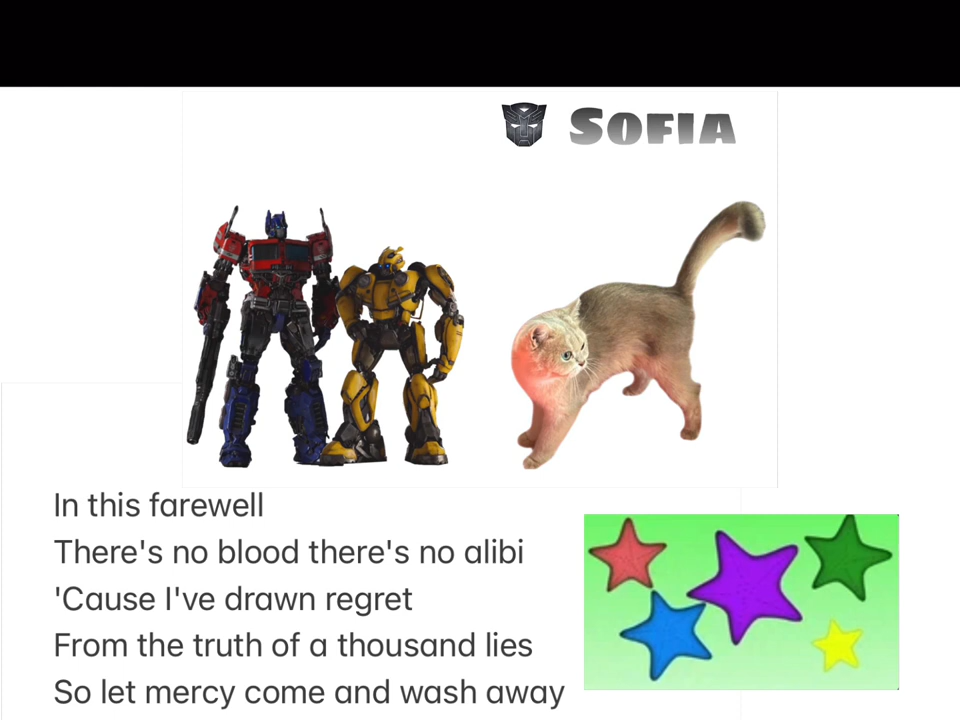 SOFIA
In this farewell
There's no blood there's no alibi
'Cause I've drawn regret
From the truth of a thousand lies
So let mercy come and wash away